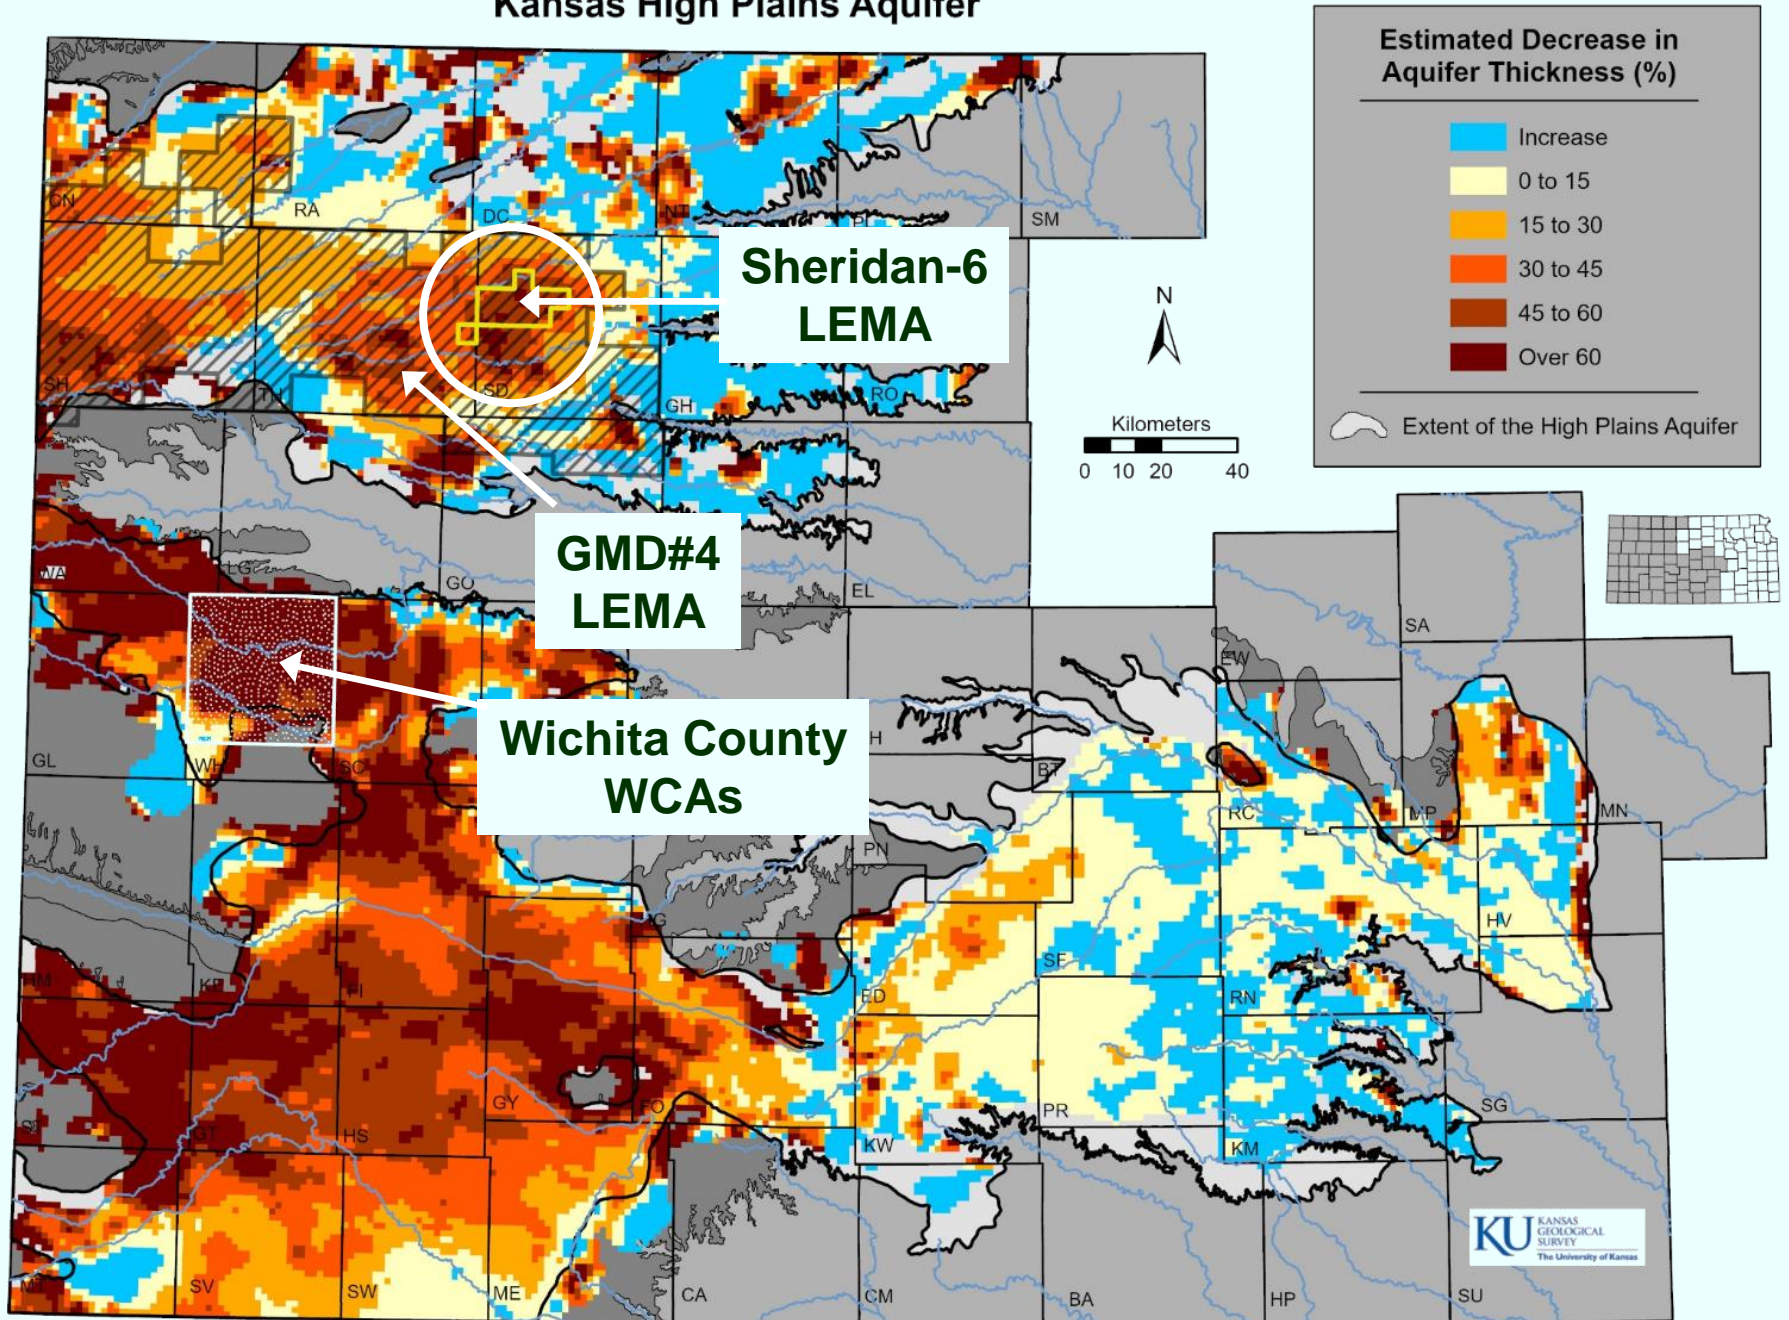 Kansas High Plains Aquifer
Estimated Decrease in
Aquifer Thickness (%)
Increase
0 to 15
15 to 30
30 to 45
45 to 60
Over 60
Extent of the High Plains Aquifer
N
Kilometers
0 10 20 40
Sheridan-6
LEMA
GMD#4
LEMA
Wichita County
WCAs
CN
RA
DC
NT
SM
SH
SD
GH
RO
WA
LG
GO
EL
SA
EW
GL
WH
SC
RC
MP
MN
PN
HV
SF
ED
RN
KE
FI
GY
FO
PR
SG
GT
HS
KW
KM
SV
SW
ME
CA
CM
BA
HP
SU
KU
KANSAS
GEOLOGICAL
SURVEY
The University of Kansas